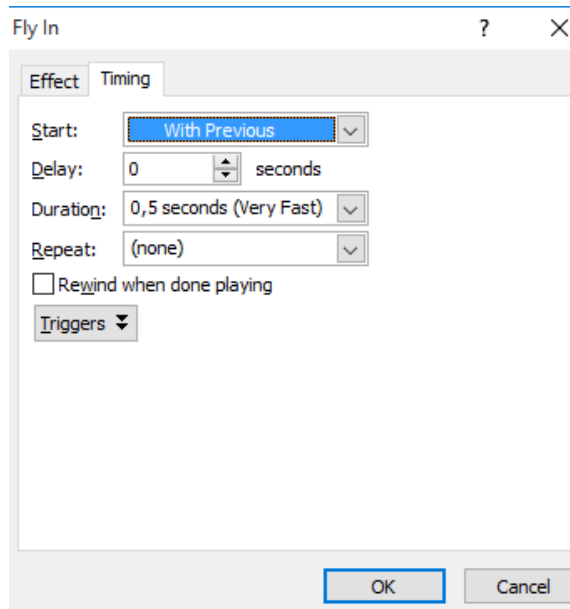 Fly In ?
Effect Timing
Start: With Previous
Delay: 0 seconds
Duration: 0,5 seconds (Very Fast)
Repeat: (none)
Rewind when done playing
Triggers
OK Cancel